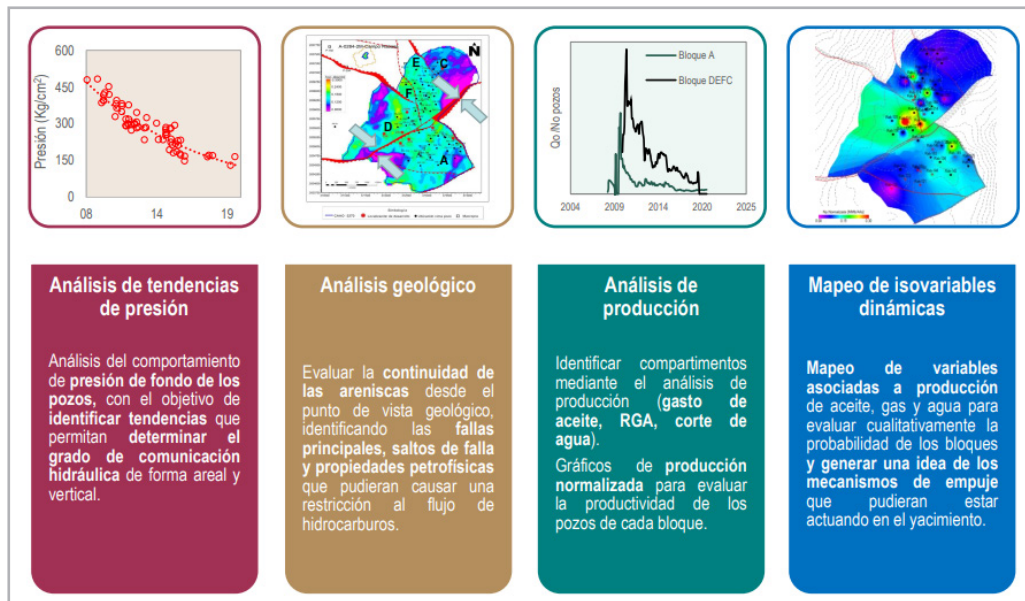 600
450
300
150
0
Presión (Kg/cm²)
08
14
19
E
C
F
D
A
N
Qo /No pozos
Bloque A
Bloque DEFC
2004
2009
2014
2020
2025
Análisis de tendencias
de presión
Análisis del comportamiento
de presión de fondo de los
pozos, con el objetivo de
identificar tendencias que
permitan determinar el
grado de comunicación
hidráulica de forma areal y
vertical.
Análisis geológico
Evaluar la continuidad de
las areniscas desde el
punto de vista geológico,
identificando las fallas
principales, saltos de falla
y propiedades petrofísicas
que pudieran causar una
restricción al flujo de
hidrocarburos.
Análisis de
producción
Identificar compartimentos
mediante el análisis de
producción (gasto de
aceite, RGA, corte de
agua).
Gráficos de producción
normalizada para evaluar
la productividad de los
pozos de cada bloque.
Mapeo de isovariables
dinámicas
Mapeo de variables
asociadas a producción
de aceite, gas y agua para
evaluar cualitativamente la
probabilidad de los bloques
y generar una idea de los
mecanismos de empuje
que pudieran estar
actuando en el yacimiento.